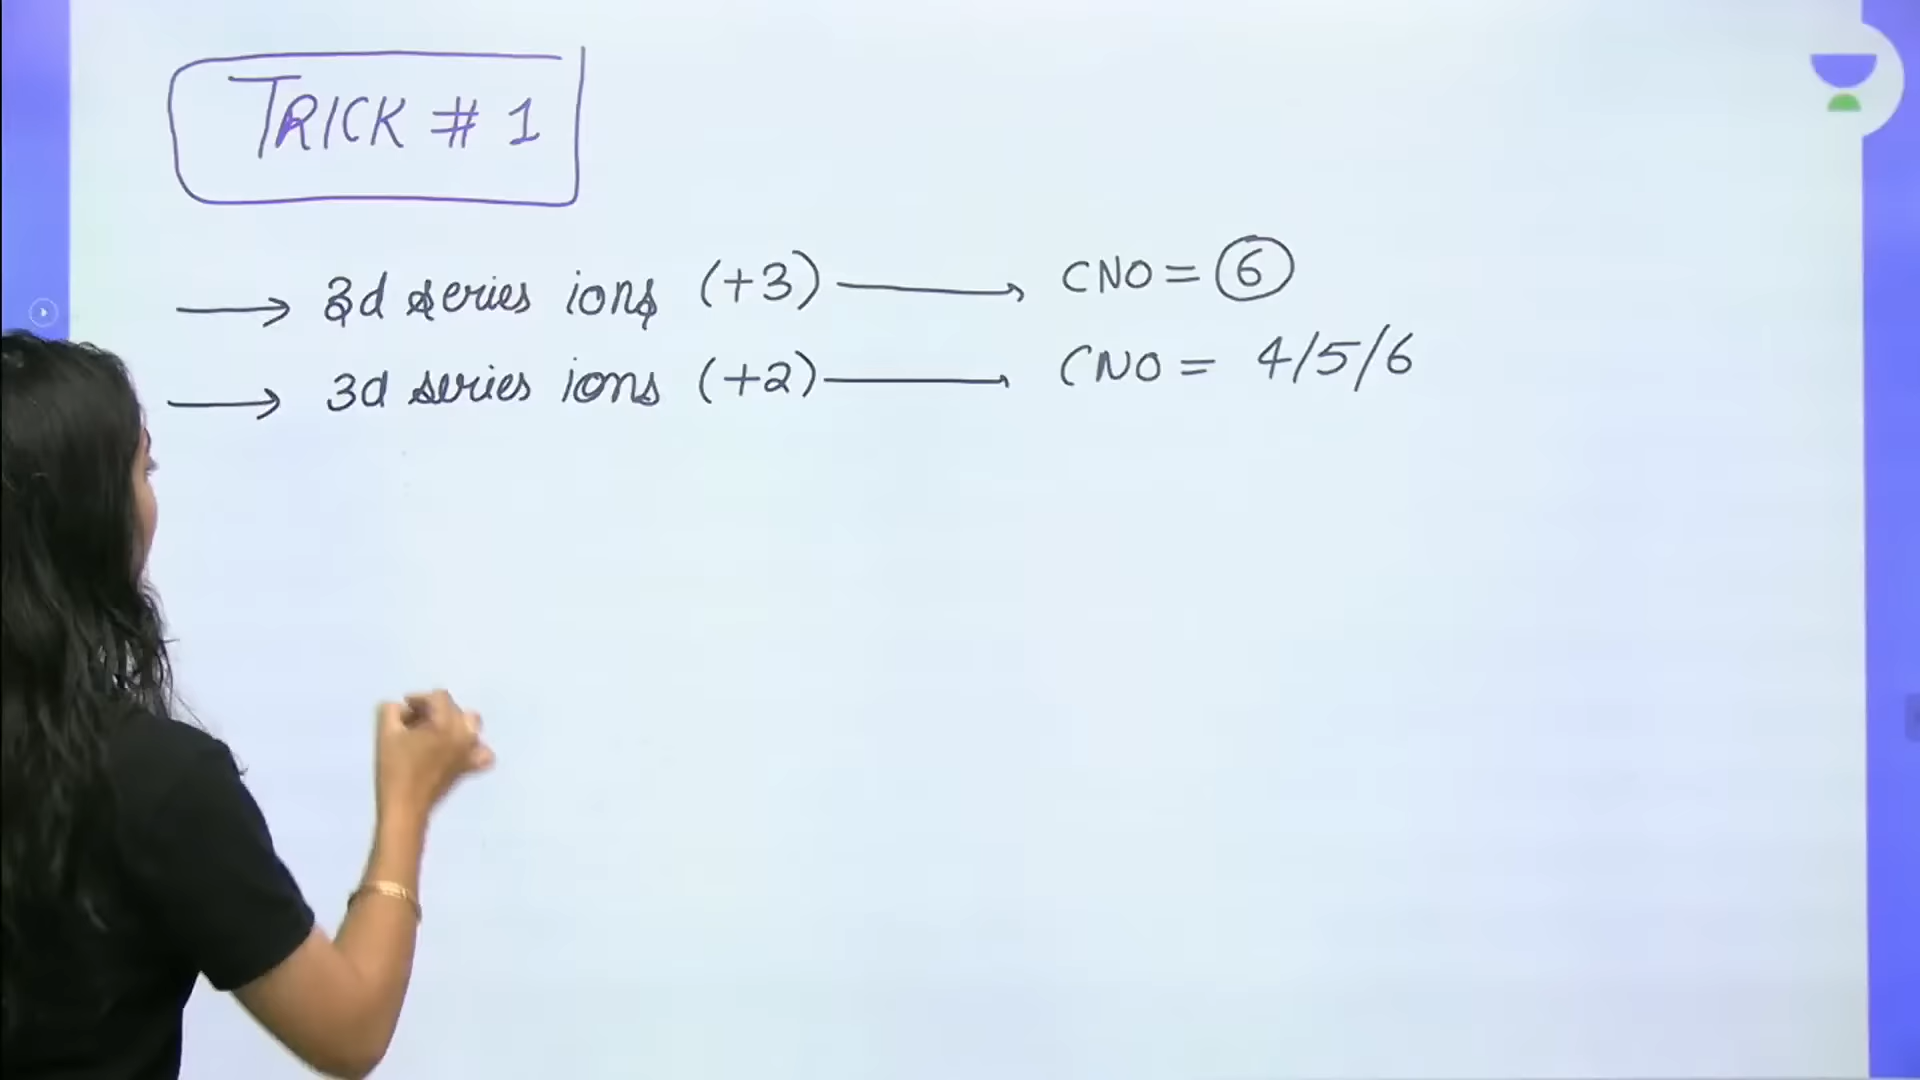 TRICK # 1
→ 3d series ions (+3) → CNO = 6
→ 3d series ions (+2) → CNO = 4/5/6